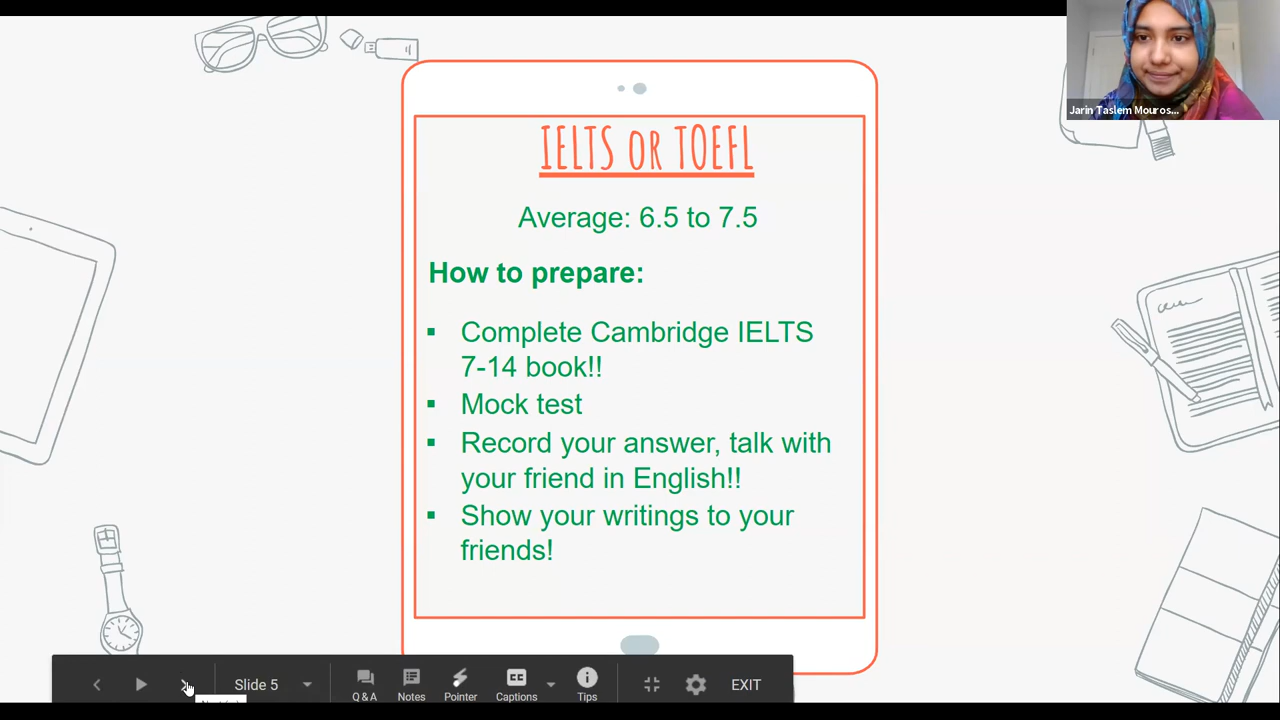 Jarin Taslem Mouros...
IELTS OR TOEFL
Average: 6.5 to 7.5
How to prepare:
▪ Complete Cambridge IELTS
7-14 book!!
▪ Mock test
▪ Record your answer, talk with
your friend in English!!
▪ Show your writings to your
friends!
Slide 5
Q & A
Notes
Pointer
CC
Captions
Tips
EXIT